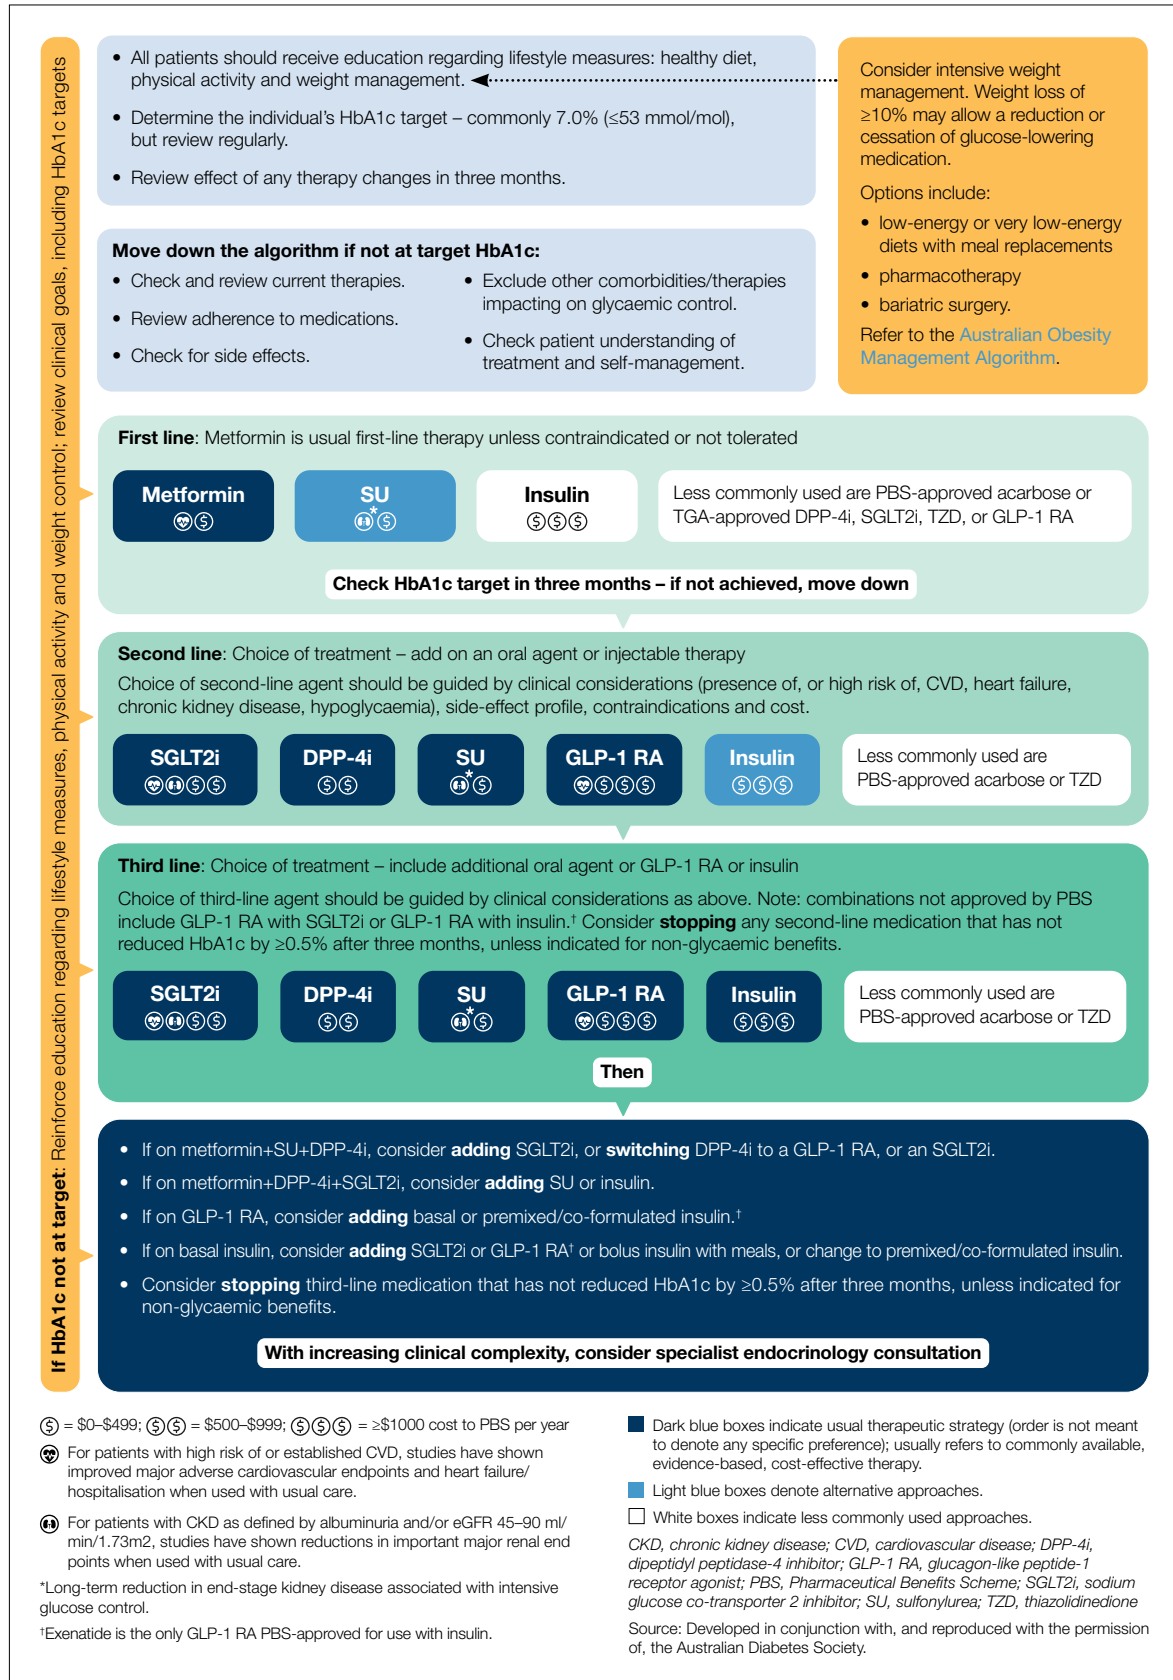 If HbA1c not at target: Reinforce education regarding lifestyle measures, physical activity and weight control; review clinical goals, including HbA1c targets
• All patients should receive education regarding lifestyle measures: healthy diet,
physical activity and weight management.
• Determine the individual's HbA1c target – commonly 7.0% (≤53 mmol/mol),
but review regularly.
• Review effect of any therapy changes in three months.
Consider intensive weight
management. Weight loss of
≥10% may allow a reduction or
cessation of glucose-lowering
medication.
Options include:
• low-energy or very low-energy
diets with meal replacements
• pharmacotherapy
• bariatric surgery.
Refer to the Australian Obesity
Management Algorithm.
Move down the algorithm if not at target HbA1c:
• Check and review current therapies.
• Review adherence to medications.
• Check for side effects.
• Exclude other comorbidities/therapies
impacting on glycaemic control.
• Check patient understanding of
treatment and self-management.
First line: Metformin is usual first-line therapy unless contraindicated or not tolerated
Metformin
$
SU
* $
Insulin
$ $ $
Less commonly used are PBS-approved acarbose or
TGA-approved DPP-4i, SGLT2i, TZD, or GLP-1 RA
Check HbA1c target in three months – if not achieved, move down
Second line: Choice of treatment – add on an oral agent or injectable therapy
Choice of second-line agent should be guided by clinical considerations (presence of, or high risk of, CVD, heart failure,
chronic kidney disease, hypoglycaemia), side-effect profile, contraindications and cost.
SGLT2i
$ $
DPP-4i
$ $
SU
* $
GLP-1 RA
$ $ $
Insulin
$ $ $
Less commonly used are
PBS-approved acarbose or TZD
Third line: Choice of treatment – include additional oral agent or GLP-1 RA or insulin
Choice of third-line agent should be guided by clinical considerations as above. Note: combinations not approved by PBS
include GLP-1 RA with SGLT2i or GLP-1 RA with insulin.† Consider stopping any second-line medication that has not
reduced HbA1c by ≥0.5% after three months, unless indicated for non-glycaemic benefits.
SGLT2i
$ $
DPP-4i
$ $
SU
* $
GLP-1 RA
$ $ $
Insulin
$ $ $
Less commonly used are
PBS-approved acarbose or TZD
Then
• If on metformin+SU+DPP-4i, consider adding SGLT2i, or switching DPP-4i to a GLP-1 RA, or an SGLT2i.
• If on metformin+DPP-4i+SGLT2i, consider adding SU or insulin.
• If on GLP-1 RA, consider adding basal or premixed/co-formulated insulin.†
• If on basal insulin, consider adding SGLT2i or GLP-1 RA† or bolus insulin with meals, or change to premixed/co-formulated insulin.
• Consider stopping third-line medication that has not reduced HbA1c by ≥0.5% after three months, unless indicated for
non-glycaemic benefits.
With increasing clinical complexity, consider specialist endocrinology consultation
$ = $0–$499; $ $ = $500–$999; $ $ $ = ≥$1000 cost to PBS per year
For patients with high risk of or established CVD, studies have shown
improved major adverse cardiovascular endpoints and heart failure/
hospitalisation when used with usual care.
For patients with CKD as defined by albuminuria and/or eGFR 45–90 ml/
min/1.73m2, studies have shown reductions in important major renal end
points when used with usual care.
*Long-term reduction in end-stage kidney disease associated with intensive
glucose control.
†Exenatide is the only GLP-1 RA PBS-approved for use with insulin.
Dark blue boxes indicate usual therapeutic strategy (order is not meant
to denote any specific preference); usually refers to commonly available,
evidence-based, cost-effective therapy.
Light blue boxes denote alternative approaches.
White boxes indicate less commonly used approaches.
CKD, chronic kidney disease; CVD, cardiovascular disease; DPP-4i,
dipeptidyl peptidase-4 inhibitor; GLP-1 RA, glucagon-like peptide-1
receptor agonist; PBS, Pharmaceutical Benefits Scheme; SGLT2i, sodium
glucose co-transporter 2 inhibitor; SU, sulfonylurea; TZD, thiazolidinedione
Source: Developed in conjunction with, and reproduced with the permission
of, the Australian Diabetes Society.